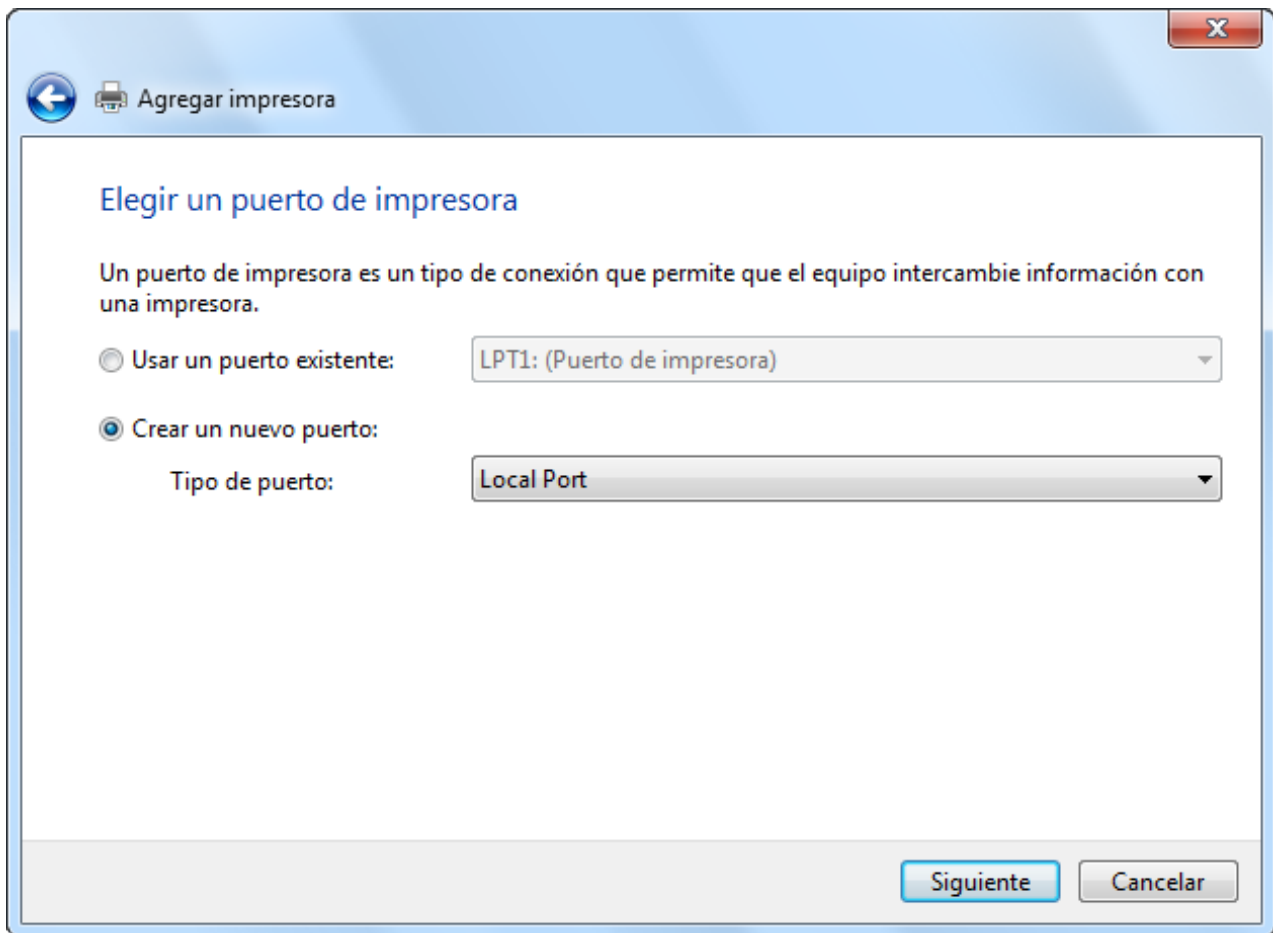 Agregar impresora
Elegir un puerto de impresora
Un puerto de impresora es un tipo de conexión que permite que el equipo intercambie información con
una impresora.
Usar un puerto existente: LPT1: (Puerto de impresora)
Crear un nuevo puerto:
Tipo de puerto: Local Port
Siguiente Cancelar